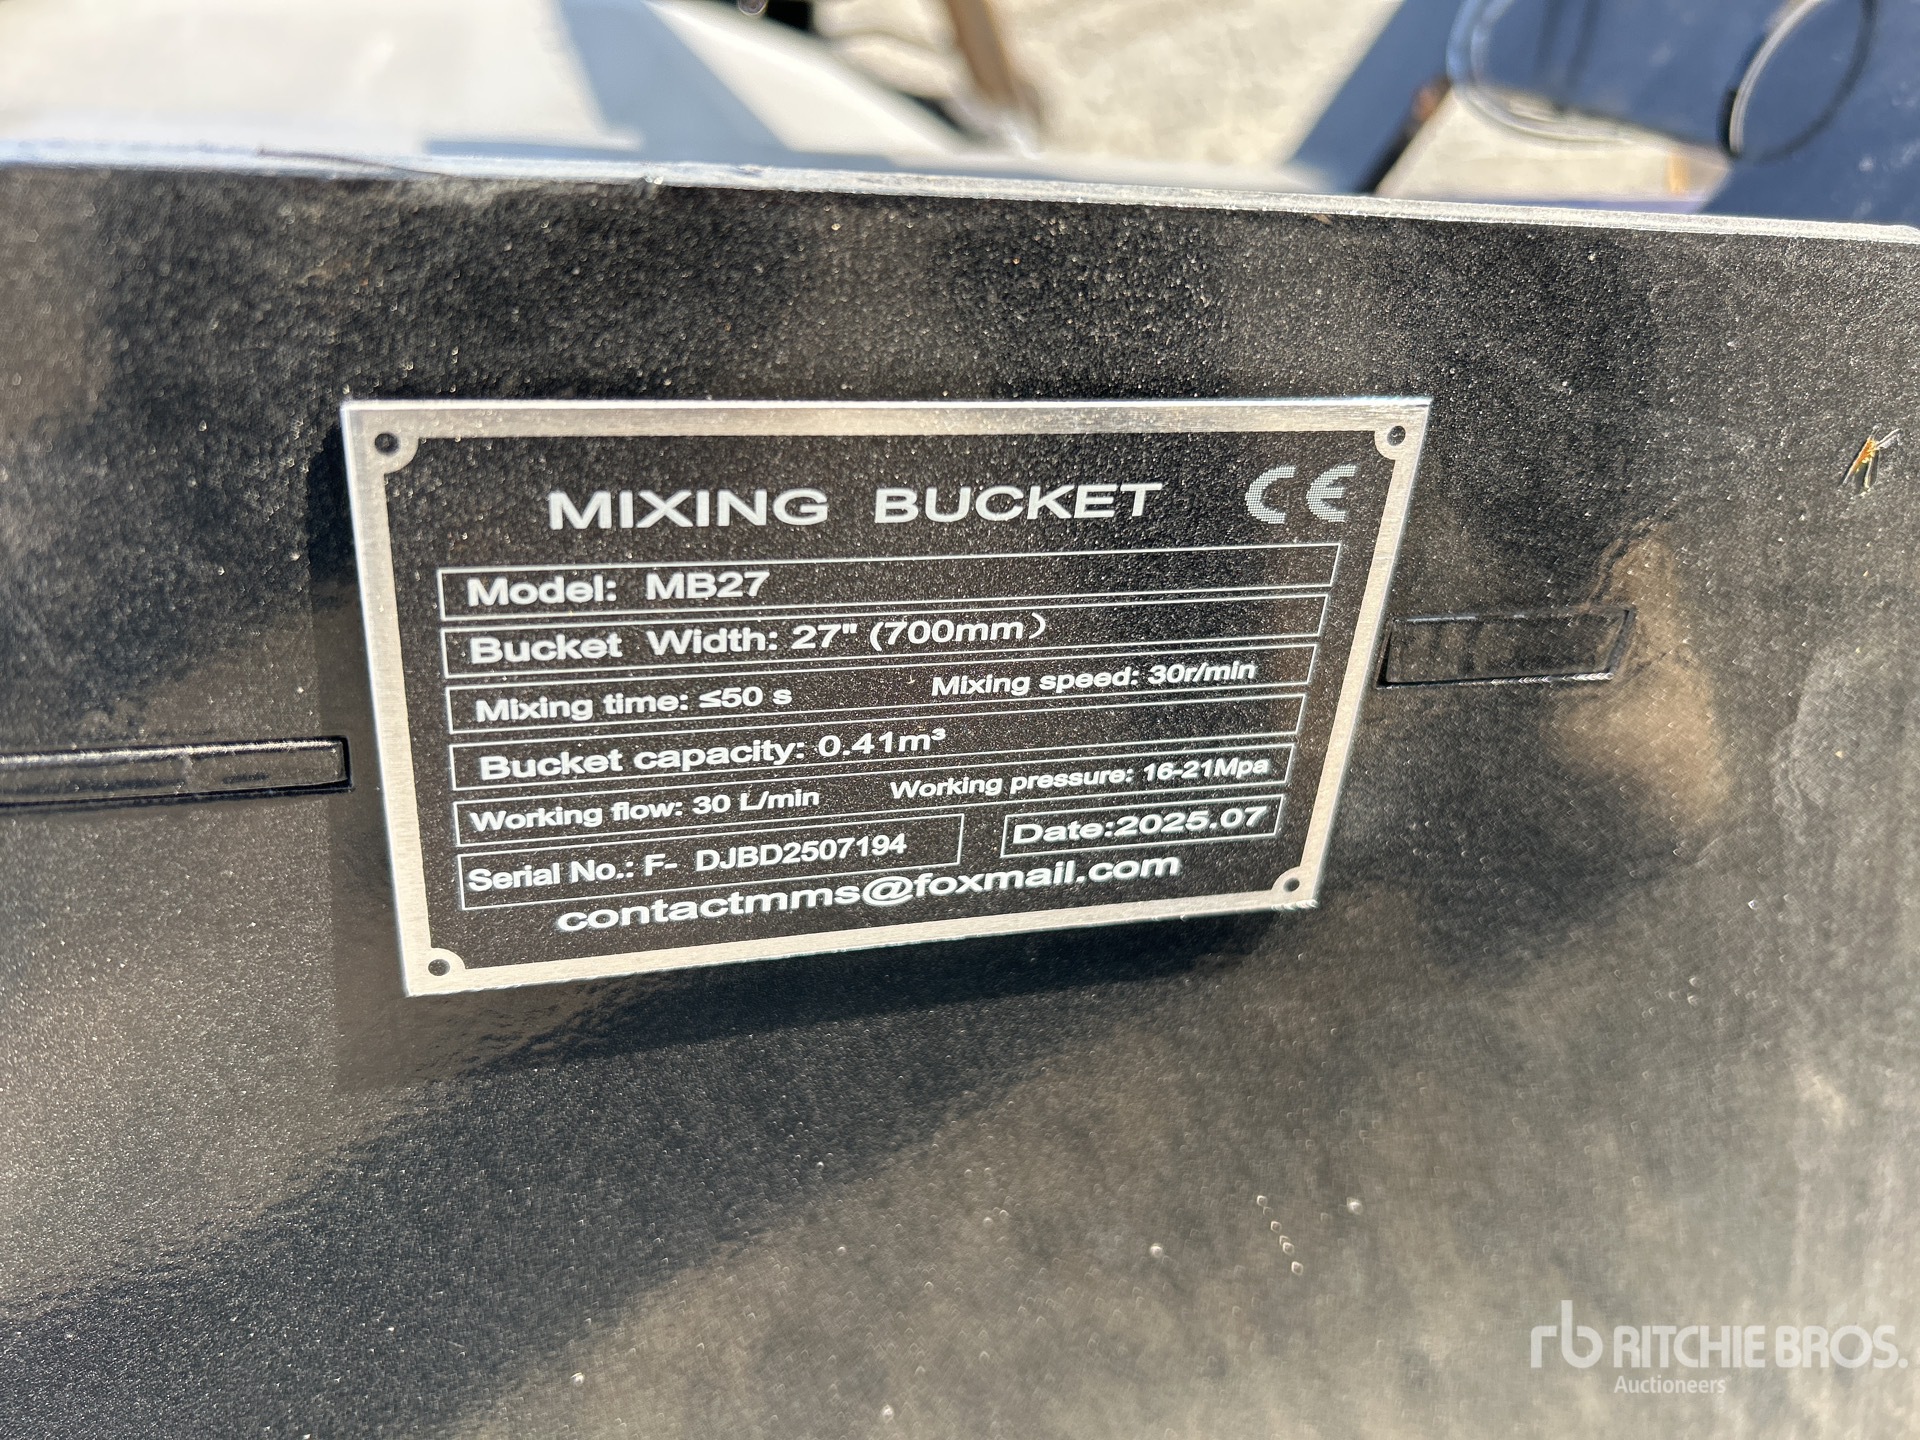 MIXING BUCKET CE
Model: MB27
Bucket Width: 27" (700mm)
Mixing time: ≤50 s Mixing speed: 30r/min
Bucket capacity: 0.41m³
Working flow: 30 L/min Working pressure: 16-21Mpa
Serial No.: F- DJBD2507194 Date:2025.07
contactmms@foxmail.com
rb RITCHIE BROS.
Auctioneers